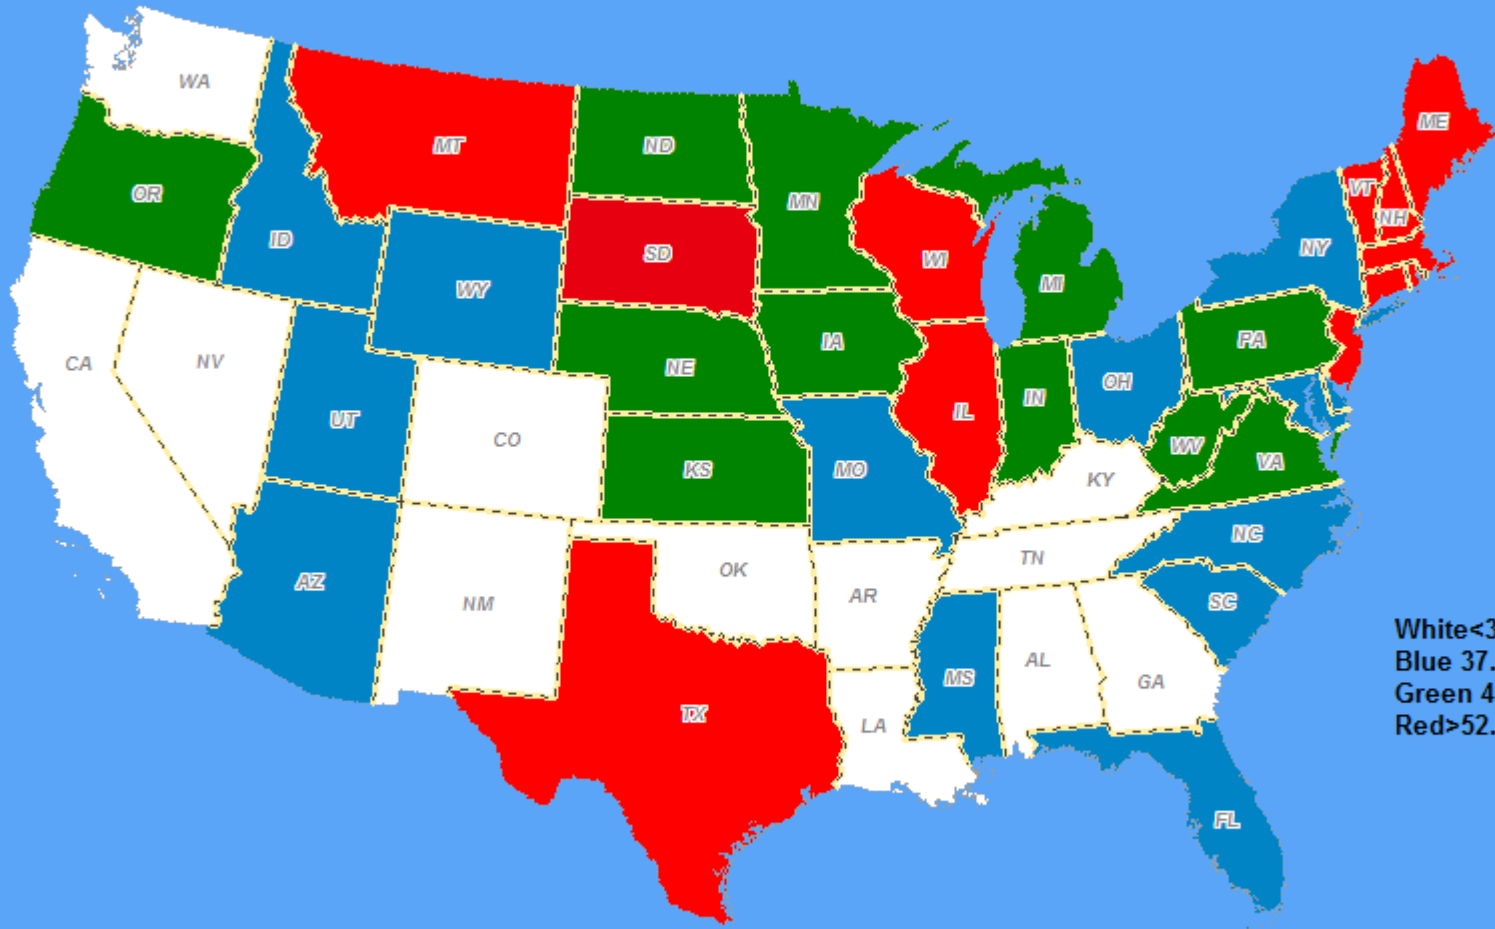 WA
MT
ND
MN
ME
VT
NH
OR
ID
SD
WI
NY
WY
MI
CA
NV
NE
IA
PA
UT
CO
KS
MO
IL
IN
OH
WV
VA
KY
AZ
NM
OK
AR
TN
NC
SC
TX
LA
MS
AL
GA
FL
White<3
Blue 37.
Green 4
Red>52.